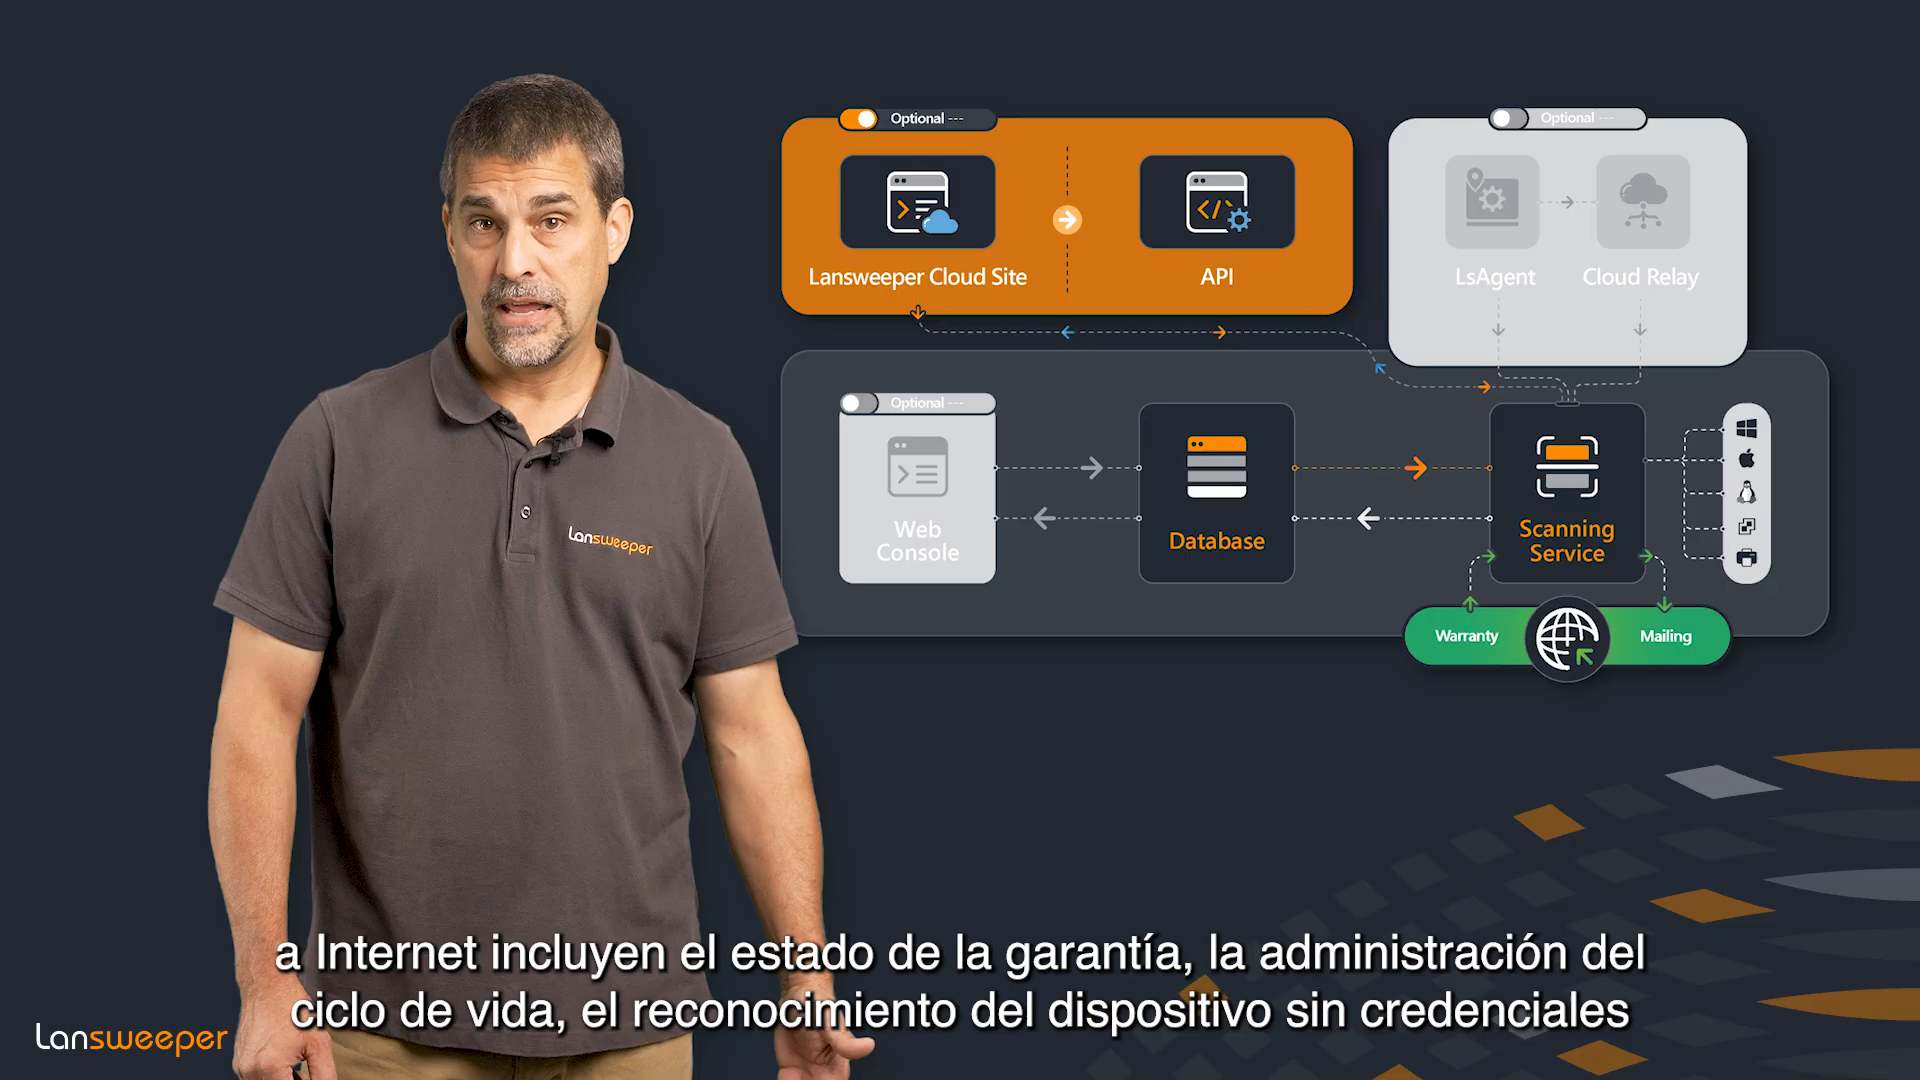 Optional ---
Optional ---
Lansweeper Cloud Site
API
LsAgent
Cloud Relay
Optional ---
Web
Console
Database
Scanning
Service
Warranty
Mailing
lansweeper
a Internet incluyen el estado de la garantía, la administración del
ciclo de vida, el reconocimiento del dispositivo sin credenciales
lansweeper